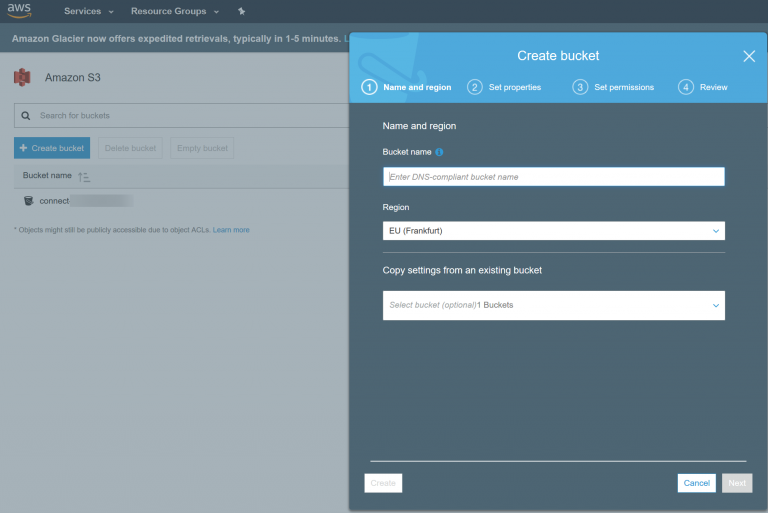 aws Services Resource Groups
Amazon Glacier now offers expedited retrievals, typically in 1-5 minutes. L
Amazon S3
Search for buckets
+ Create bucket Delete bucket Empty bucket
Bucket name
connect
* Objects might still be publicly accessible due to object ACLs. Learn more
Create bucket
1 Name and region 2 Set properties 3 Set permissions 4 Review
Name and region
Bucket name i
Enter DNS-compliant bucket name
Region
EU (Frankfurt)
Copy settings from an existing bucket
Select bucket (optional)1 Buckets
Create Cancel Next